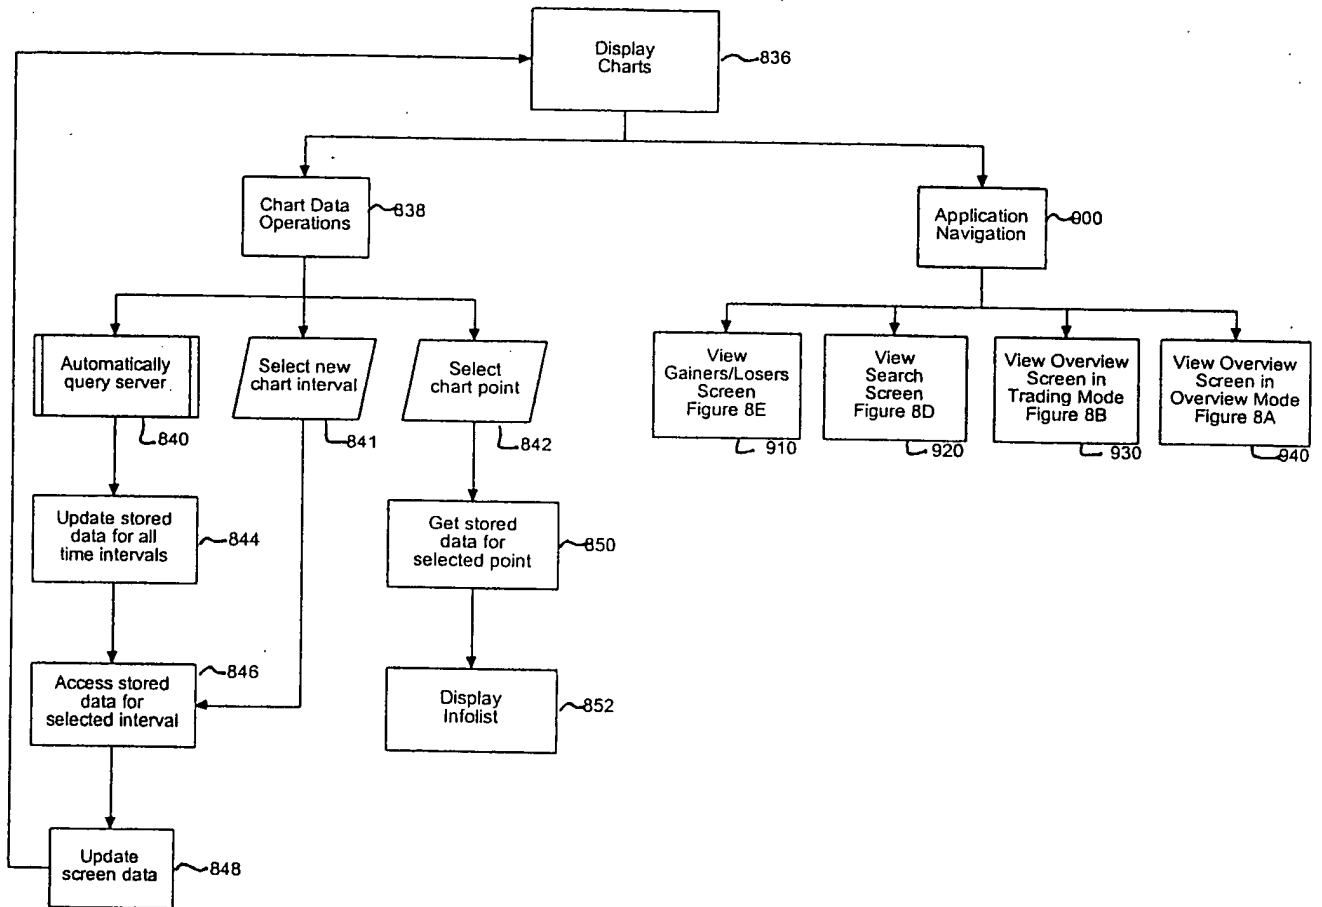 Display
Charts
836
Chart Data
Operations
838
Application
Navigation
900
Automatically
query server
840
Select new
chart interval
841
Select
chart point
842
View
Gainers/Losers
Screen
Figure 8E
910
View
Search
Screen
Figure 8D
920
View Overview
Screen in
Trading Mode
Figure 8B
930
View Overview
Screen in
Overview Mode
Figure 8A
940
Update stored
data for all
time intervals
844
Get stored
data for
selected point
850
Access stored
data for
selected interval
846
Display
Infolist
852
Update
screen data
848